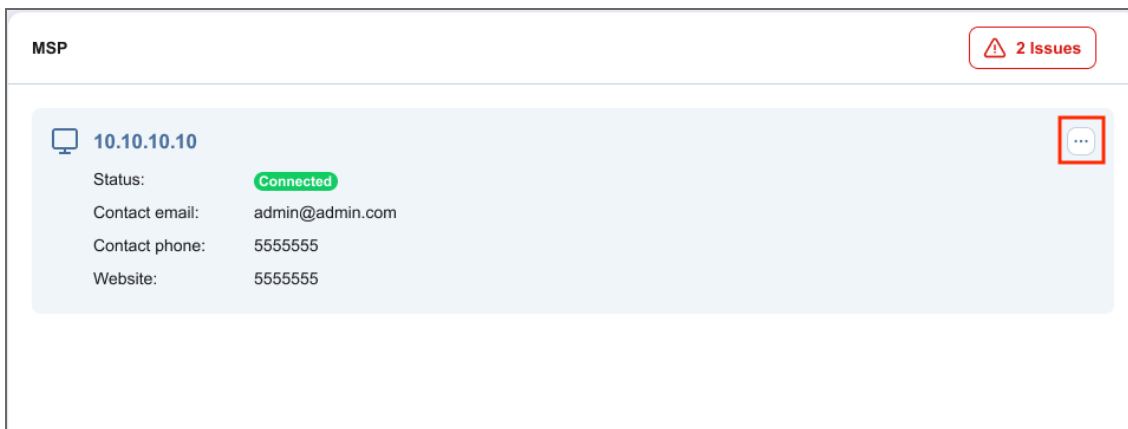 MSP
2 Issues
10.10.10.10
Status: Connected
Contact email: admin@admin.com
Contact phone: 5555555
Website: 5555555